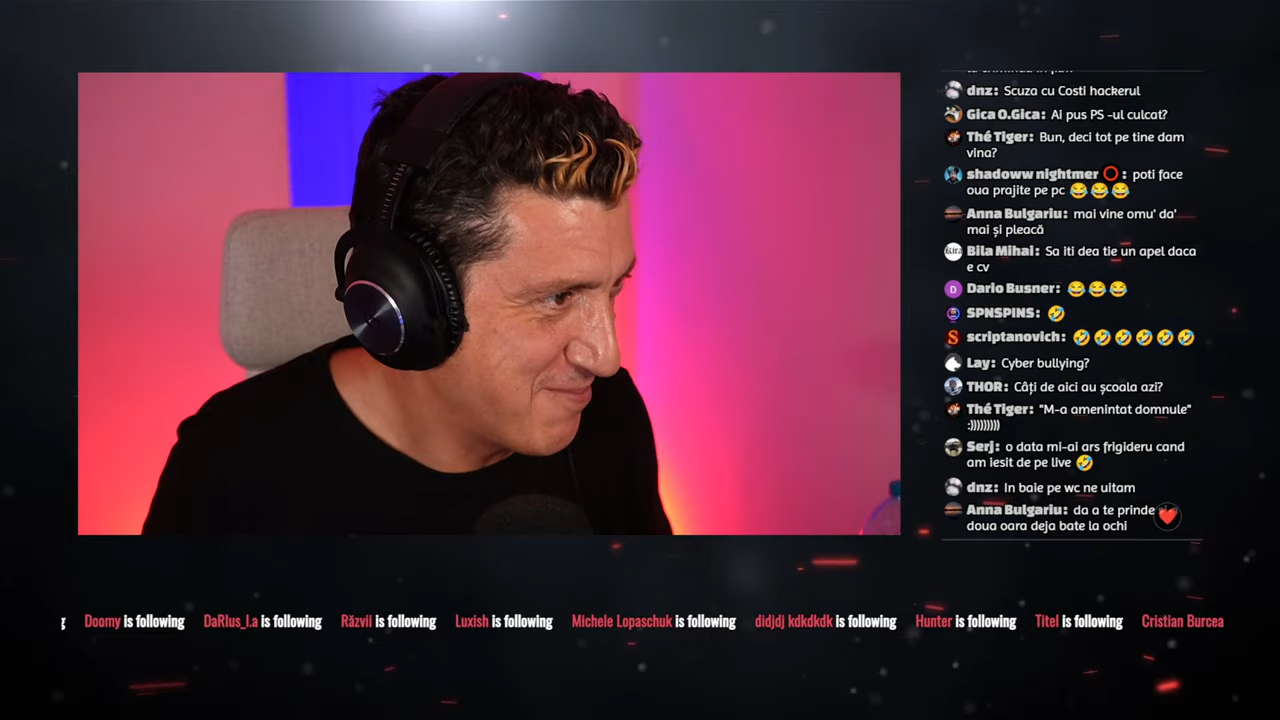 dnz: Scuza cu Costi hackerul
Gica O.Gica: Ai pus PS -ul culcat?
Thé Tiger: Bun, deci tot pe tine dam
vina?
shadoww nightmer ⭕ : poti face
oua prajite pe pc 😂😂😂
Anna Bulgariu: mai vine omu' da'
mai și pleacă
Kira
Bila Mihai: Sa iti dea tie un apel daca
e cv
D
Dario Busner: 😂😂😂
SPNSPINS: 🤣
S
scriptanovich: 🤣🤣🤣🤣🤣🤣
Lay: Cyber bullying?
THOR: Câți de aici au școala azi?
Thé Tiger: "M-a amenintat domnule"
:)))))))))
Serj: o data mi-ai ars frigideru cand
am iesit de pe live 🤣
dnz: In baie pe wc ne uitam
Anna Bulgariu: da a te prinde
doua oara deja bate la ochi
g Doomy is following DaRIus_I.a is following Răzvii is following Luxish is following Michele Lopaschuk is following didjdj kdkdkdk is following Hunter is following Titel is following Cristian Burcea